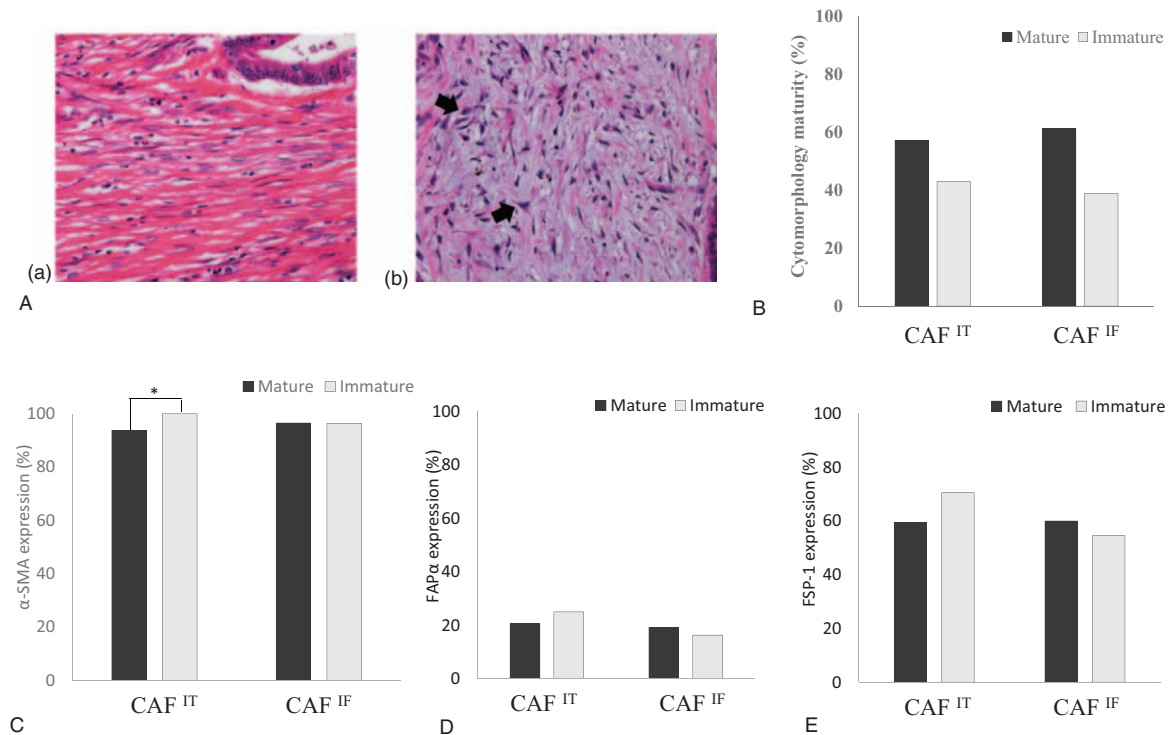 (a)
(b)
A
100
80
60
40
20
0
Cytomorphology maturity (%)
Mature Immature
CAF IT CAF IF
B
Mature Immature
*
100
80
60
40
20
0
α-SMA expression (%)
CAF IT CAF IF
C
Mature Immature
100
80
60
40
20
0
FAPα expression (%)
CAF IT CAF IF
D
Mature Immature
100
80
60
40
20
0
FSP-1 expression (%)
CAF IT CAF IF
E